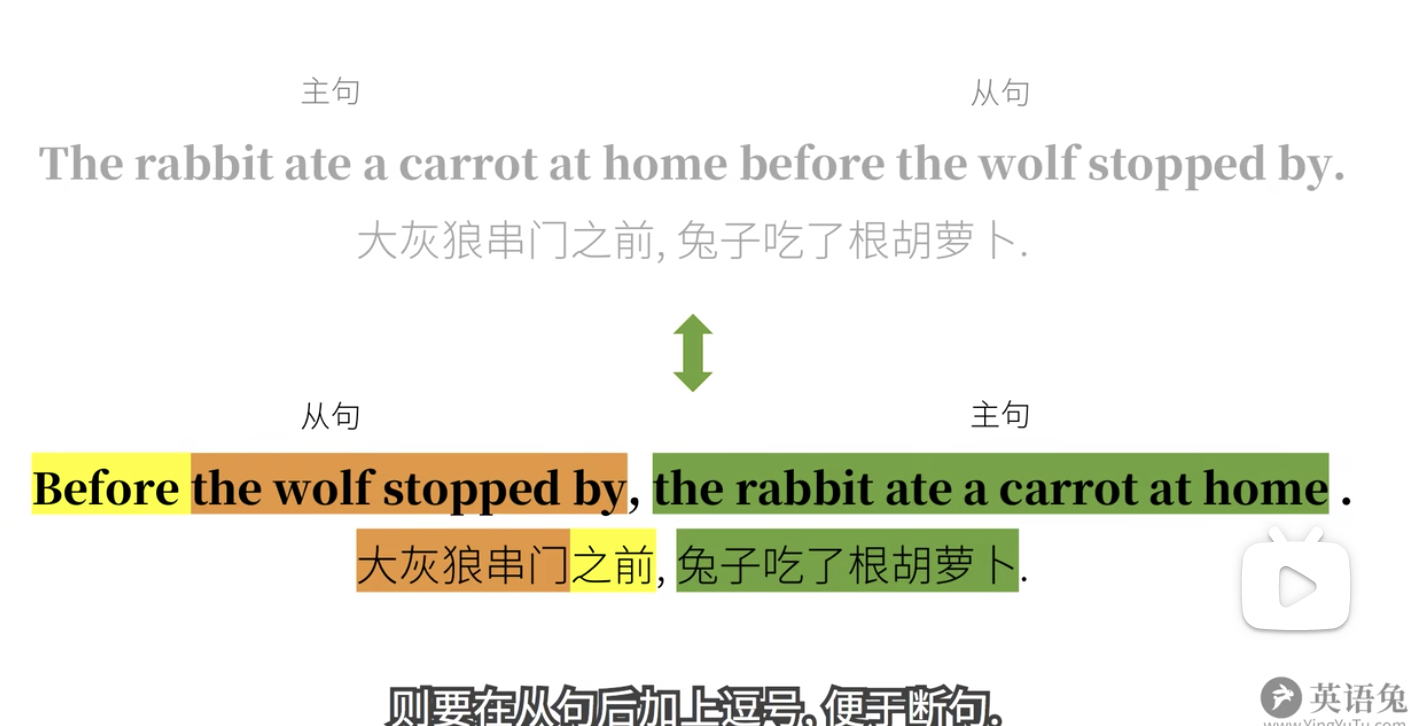 主句 从句
The rabbit ate a carrot at home before the wolf stopped by.
大灰狼串门之前, 兔子吃了根胡萝卜.
从句 主句
Before the wolf stopped by, the rabbit ate a carrot at home .
大灰狼串门之前, 兔子吃了根胡萝卜.
则要在从句后加上逗号, 便于断句.
英语兔
www.YingYuTu.com